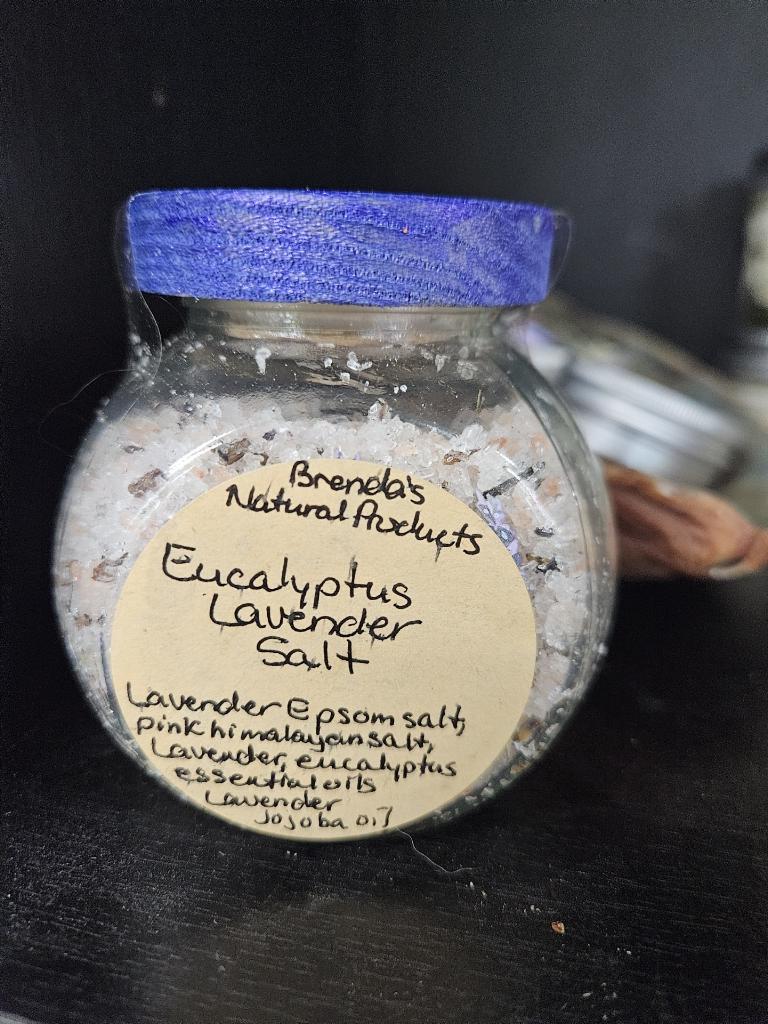 Brenda's
Natural Products
Eucalyptus
Lavender
Salt
Lavender Epsom salt,
pink himalayan salt,
Lavender, eucalyptus
essential oils
Lavender
Jojoba oil